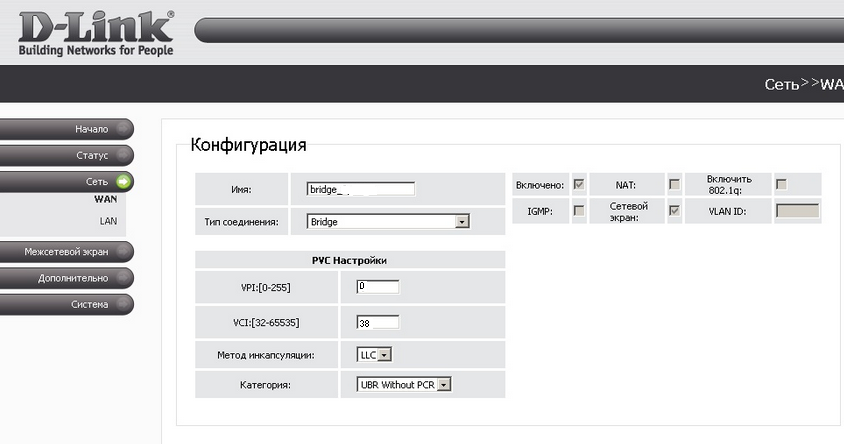 D-Link®
Building Networks for People
Сеть>>WA
Начало
Статус
Сеть
WAN
LAN
Межсетевой экран
Дополнительно
Система
Конфигурация
Имя: bridge_
Тип соединения: Bridge
Включено: NAT: Включить 802.1q:
IGMP: Сетевой экран: VLAN ID:
PVC Настройки
VPI:[0-255] 0
VCI:[32-65535] 38
Метод инкапсуляции: LLC
Категория: UBR Without PCR